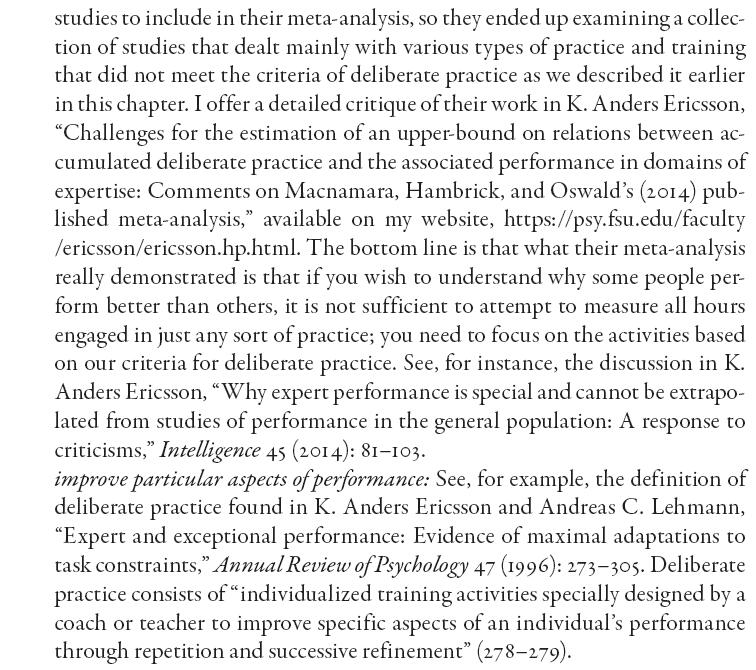 studies to include in their meta-analysis, so they ended up examining a collec-
tion of studies that dealt mainly with various types of practice and training
that did not meet the criteria of deliberate practice as we described it earlier
in this chapter. I offer a detailed critique of their work in K. Anders Ericsson,
“Challenges for the estimation of an upper-bound on relations between ac-
cumulated deliberate practice and the associated performance in domains of
expertise: Comments on Macnamara, Hambrick, and Oswald’s (2014) pub-
lished meta-analysis,” available on my website, https://psy.fsu.edu/faculty
/ericsson/ericsson.hp.html. The bottom line is that what their meta-analysis
really demonstrated is that if you wish to understand why some people per-
form better than others, it is not sufficient to attempt to measure all hours
engaged in just any sort of practice; you need to focus on the activities based
on our criteria for deliberate practice. See, for instance, the discussion in K.
Anders Ericsson, “Why expert performance is special and cannot be extrapo-
lated from studies of performance in the general population: A response to
criticisms,” Intelligence 45 (2014): 81–103.
improve particular aspects of performance: See, for example, the definition of
deliberate practice found in K. Anders Ericsson and Andreas C. Lehmann,
“Expert and exceptional performance: Evidence of maximal adaptations to
task constraints,” Annual Review of Psychology 47 (1996): 273–305. Deliberate
practice consists of “individualized training activities specially designed by a
coach or teacher to improve specific aspects of an individual’s performance
through repetition and successive refinement” (278–279).